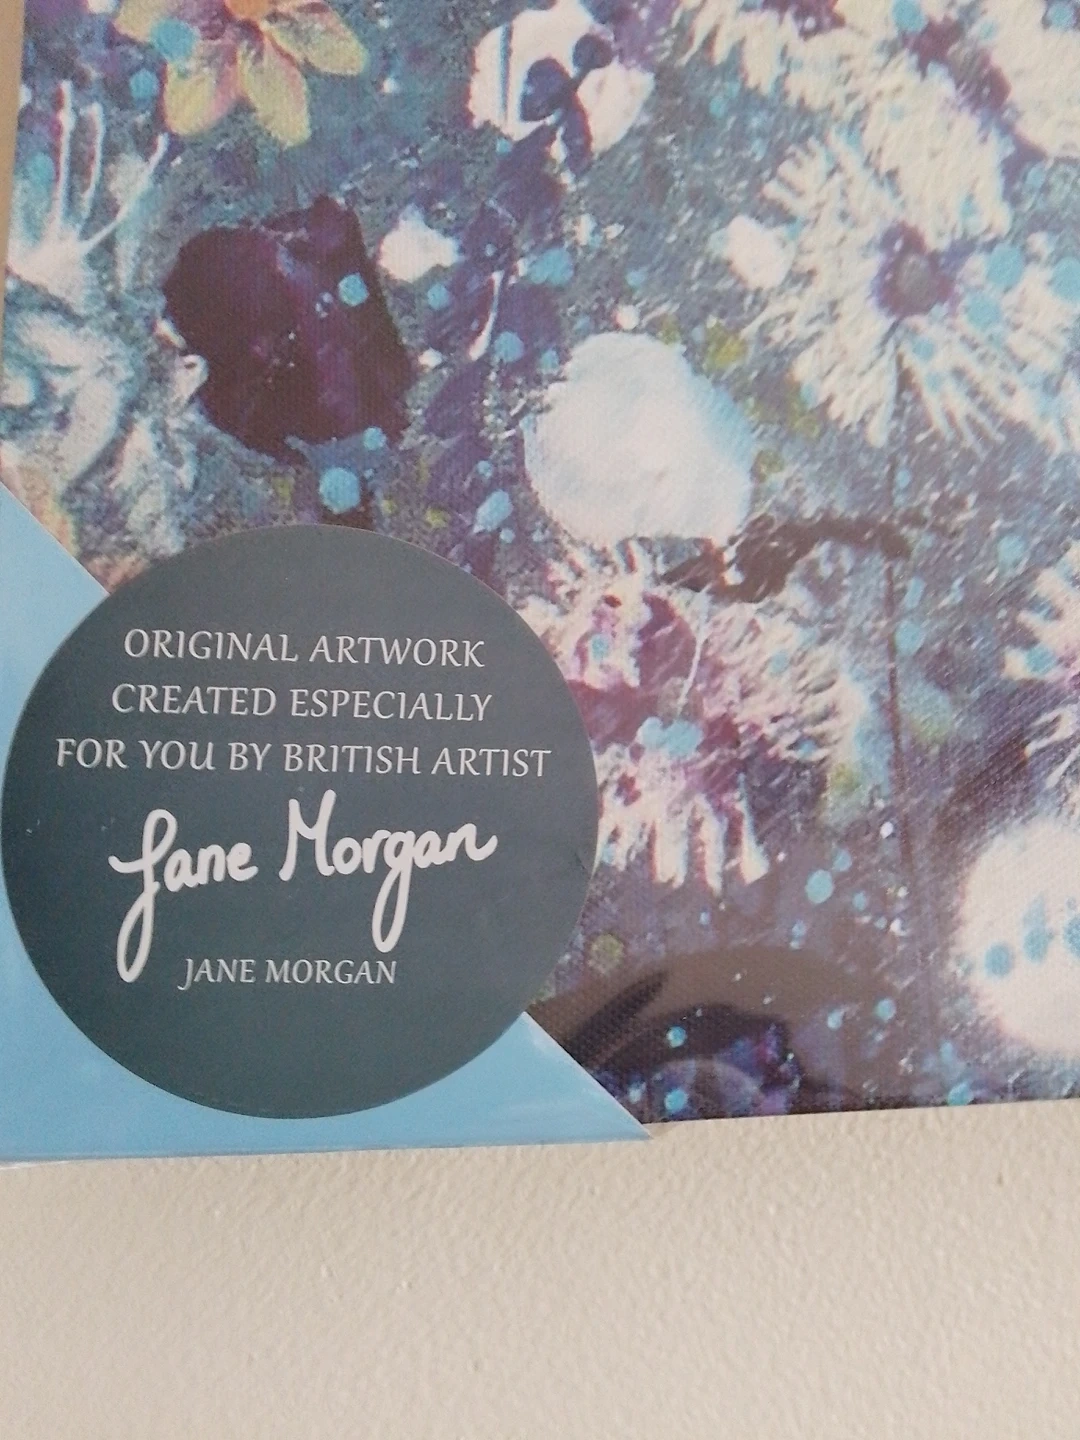 ORIGINAL ARTWORK
CREATED ESPECIALLY
FOR YOU BY BRITISH ARTIST
Jane Morgan
JANE MORGAN